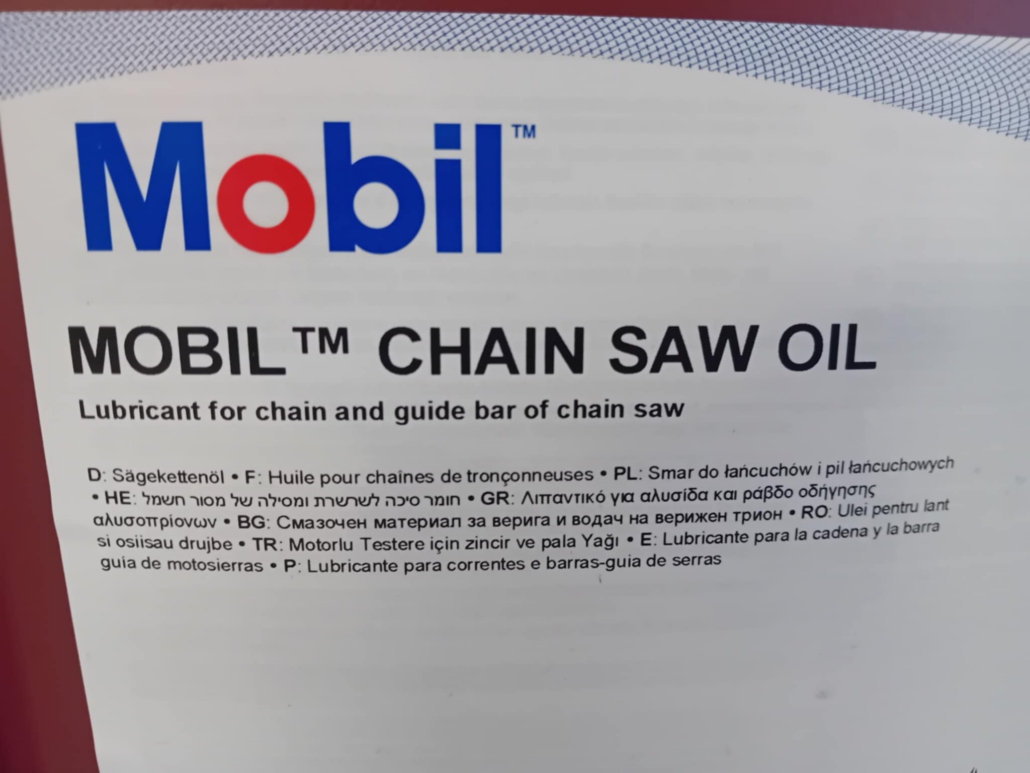 Mobil™
MOBIL™ CHAIN SAW OIL
Lubricant for chain and guide bar of chain saw
D: Sägekettenöl • F: Huile pour chaînes de tronçonneuses • PL: Smar do łańcuchów i pil łańcuchowych
• HE: חומר סיכה לשרשרת ומסילה של מסור חשמל • GR: Λιπαντικό για αλυσίδα και ράβδο οδήγησης
αλυσοπρίονων • BG: Смазочен материал за верига и водач на верижен трион • RO: Ulei pentru lant
si osiisau drujbe • TR: Motorlu Testere için zincir ve pala Yağı • E: Lubricante para la cadena y la barra
guia de motosierras • P: Lubricante para correntes e barras-guia de serras